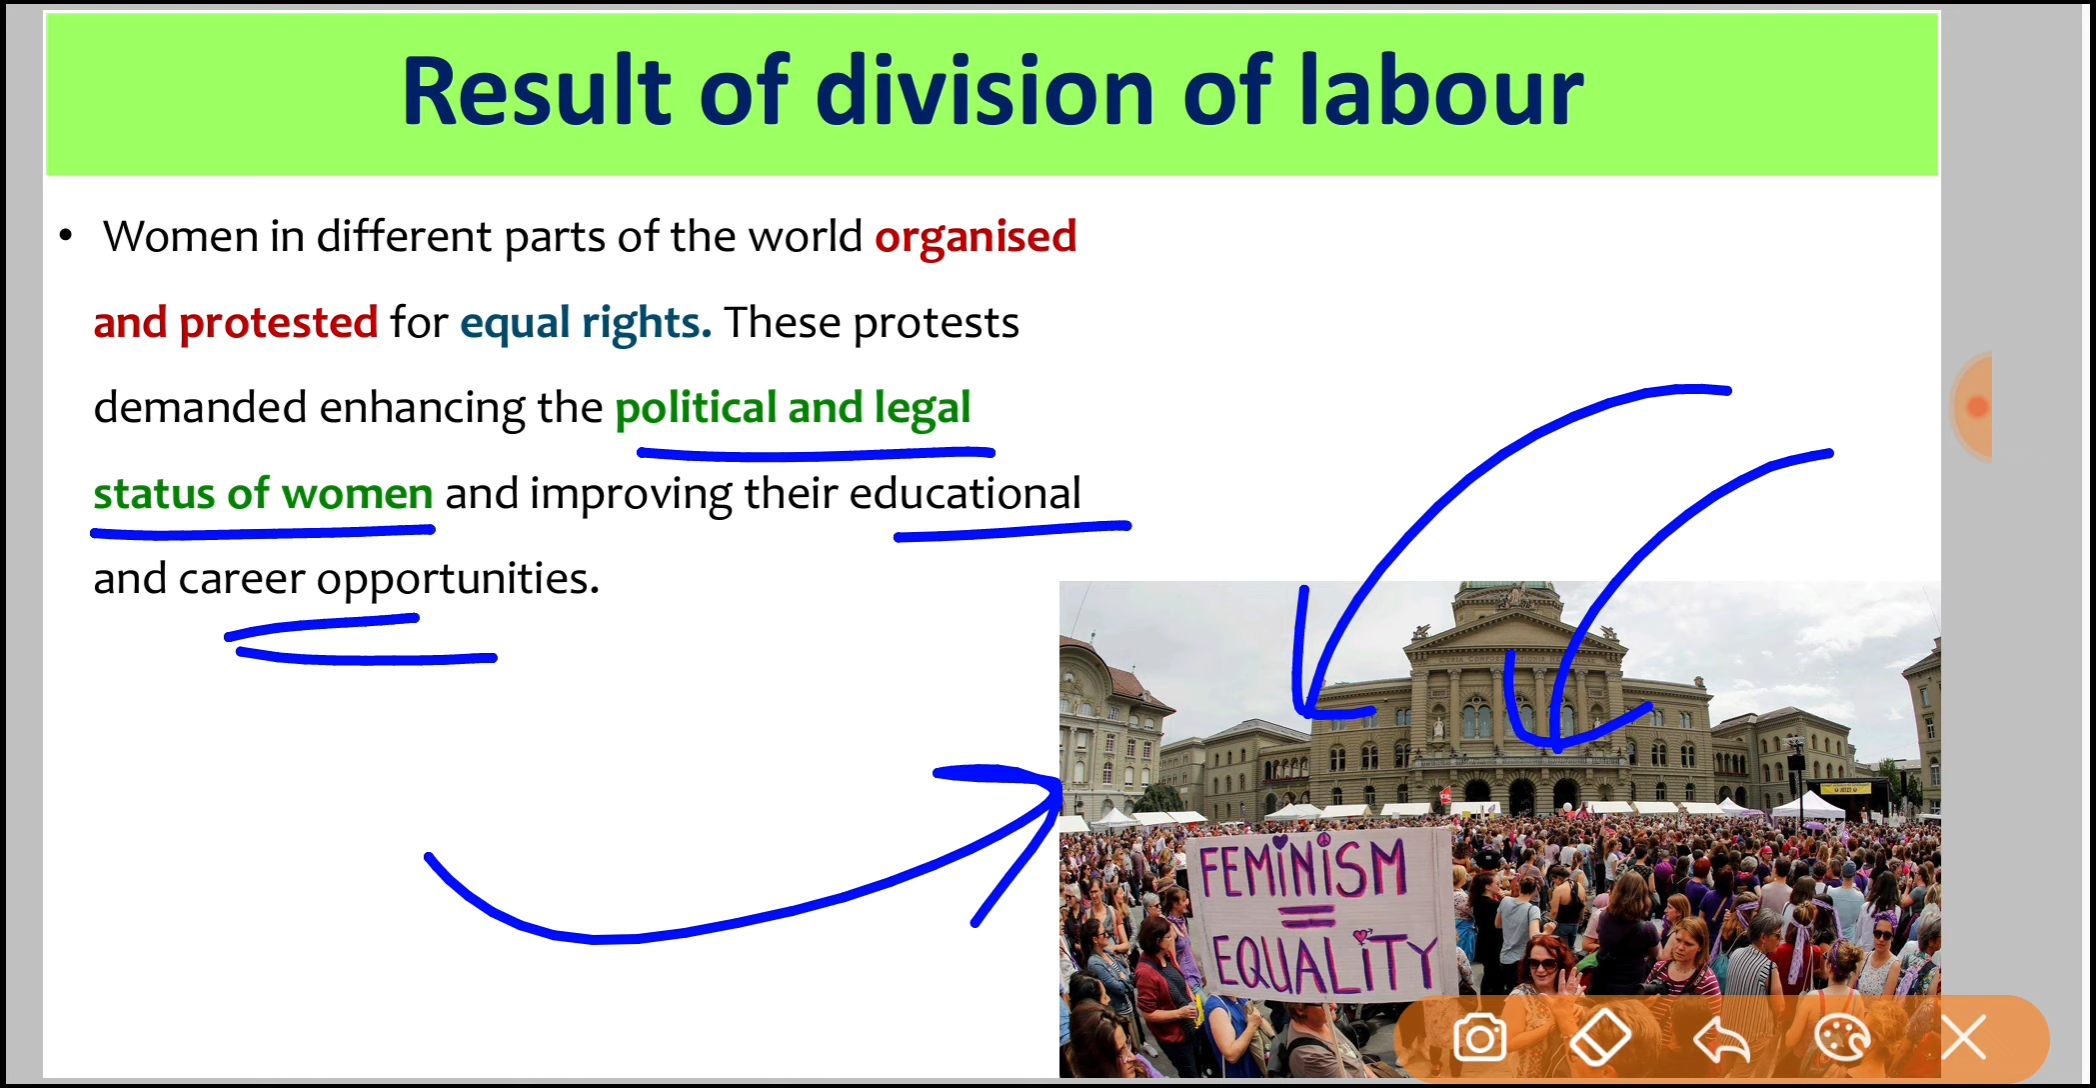 Result of division of labour
• Women in different parts of the world organised
and protested for equal rights. These protests
demanded enhancing the political and legal
status of women and improving their educational
and career opportunities.
FEMINISM
=
EQUALITY